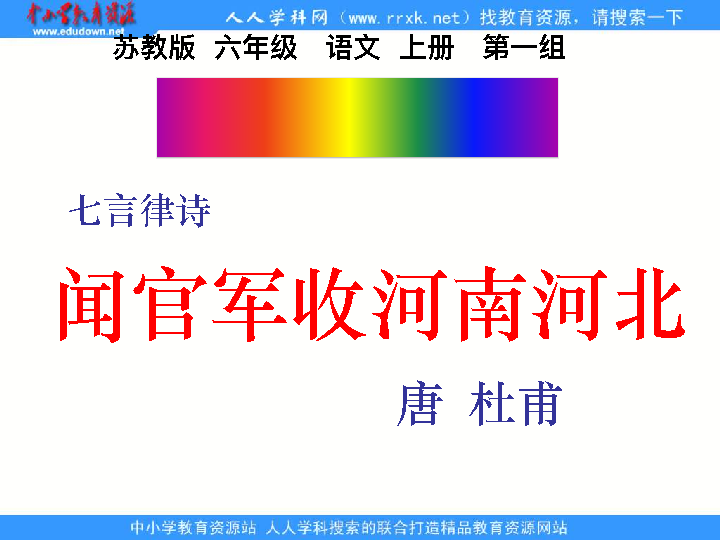 中小学教育资源
www.edudown.net
人人学科网（www.rrxk.net）找教育资源，请搜索一下
苏教版 六年级 语文 上册 第一组
七言律诗
闻官军收河南河北
唐 杜甫
中小学教育资源站 人人学科搜索的联合打造精品教育资源网站